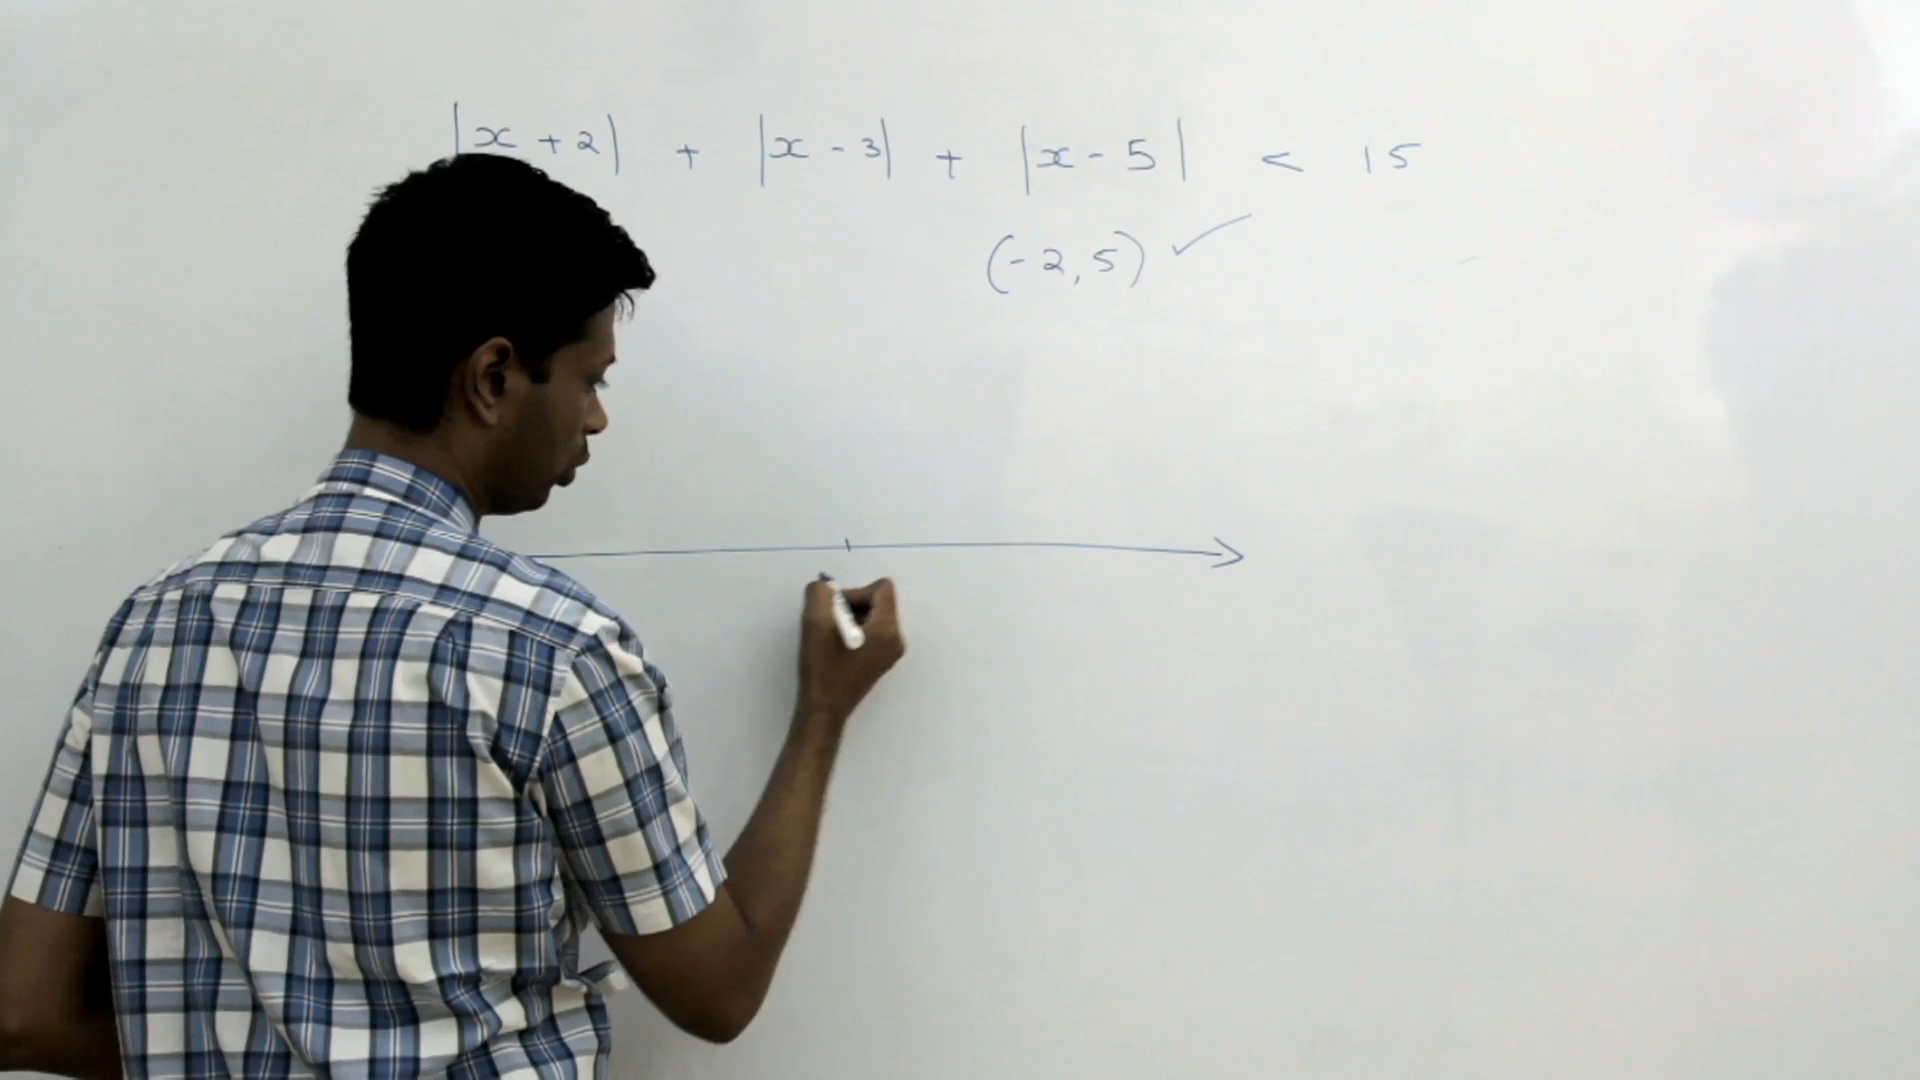 |x + 2| + |x - 3| + |x - 5| < 15
(-2, 5) ✓